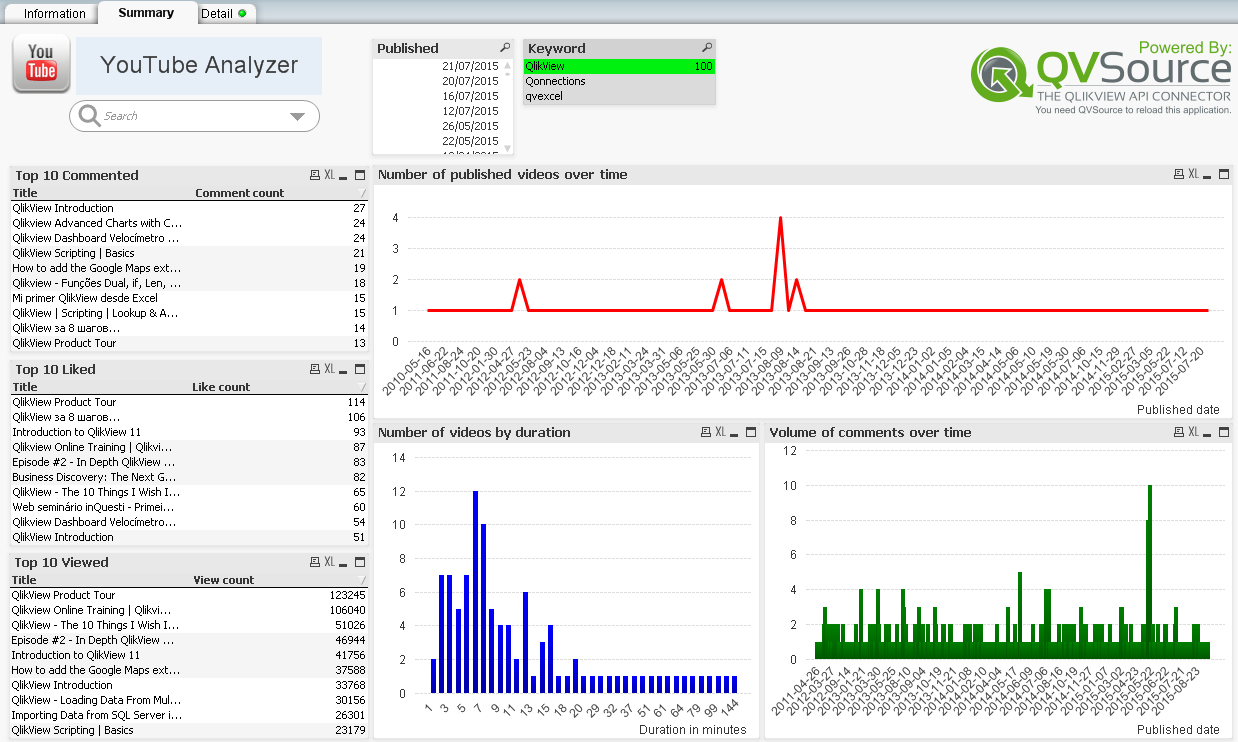 Information
Summary
Detail
You
Tube
YouTube Analyzer
Search
Published
21/07/2015
20/07/2015
16/07/2015
12/07/2015
26/05/2015
22/05/2015
Keyword
QlikView 100
Qonnections
qvexcel
Powered By:
QVSource
THE QLIKVIEW API CONNECTOR
You need QVSource to reload this application.
Top 10 Commented XL
Title Comment count
QlikView Introduction 27
Qlikview Advanced Charts with C... 24
Qlikview Dashboard Velocímetro ... 24
QlikView Scripting | Basics 21
How to add the Google Maps ext... 19
Qlikview - Funções Dual, if, Len, ... 18
Mi primer QlikView desde Excel 15
QlikView | Scripting | Lookup & A... 15
QlikView за 8 шагов... 14
QlikView Product Tour 13
Top 10 Liked XL
Title Like count
QlikView Product Tour 114
QlikView за 8 шагов... 106
Introduction to QlikView 11 93
Qlikview Online Training | Qlikvi... 87
Episode #2 - In Depth QlikView ... 83
Business Discovery: The Next G... 82
QlikView - The 10 Things I Wish I... 65
Web seminário inQuesti - Primei... 60
Qlikview Dashboard Velocímetro... 54
QlikView Introduction 51
Top 10 Viewed XL
Title View count
QlikView Product Tour 123245
Qlikview Online Training | Qlikvi... 106040
QlikView - The 10 Things I Wish I... 51026
Episode #2 - In Depth QlikView ... 46944
Introduction to QlikView 11 41756
How to add the Google Maps ext... 37588
QlikView Introduction 33768
QlikView - Loading Data From Mul... 30156
Importing Data from SQL Server i... 26301
QlikView Scripting | Basics 23179
Number of published videos over time XL
4
3
2
1
0
2010-05-16 2011-06-22 2011-08-24 2011-10-20 2012-01-30 2012-04-27 2012-05-23 2012-08-04 2012-09-13 2012-10-16 2012-12-04 2012-12-18 2013-02-11 2013-03-24 2013-03-31 2013-05-06 2013-05-25 2013-05-30 2013-07-06 2013-07-11 2013-07-15 2013-08-09 2013-08-14 2013-08-21 2013-09-13 2013-09-26 2013-10-28 2013-11-18 2013-12-05 2013-12-23 2014-01-02 2014-01-05 2014-02-04 2014-03-15 2014-04-14 2014-05-06 2014-05-10 2014-05-19 2014-05-30 2014-07-06 2014-10-15 2014-11-29 2015-02-27 2015-03-05 2015-05-22 2015-07-12 2015-07-20
Published date
Number of videos by duration XL
14
12
10
8
6
4
2
0
1 3 5 7 9 11 13 15 18 20 29 32 37 51 61 64 79 99 144
Duration in minutes
Volume of comments over time XL
12
10
8
6
4
2
0
2011-04-26 2012-03-27 2012-09-14 2013-01-21 2013-03-30 2013-05-25 2013-08-10 2013-09-04 2013-10-19 2013-11-21 2014-01-08 2014-02-10 2014-04-04 2014-05-17 2014-06-09 2014-07-06 2014-08-16 2014-10-19 2014-11-27 2015-01-07 2015-03-02 2015-04-23 2015-05-22 2015-06-22 2015-07-21 2015-08-23
Published date